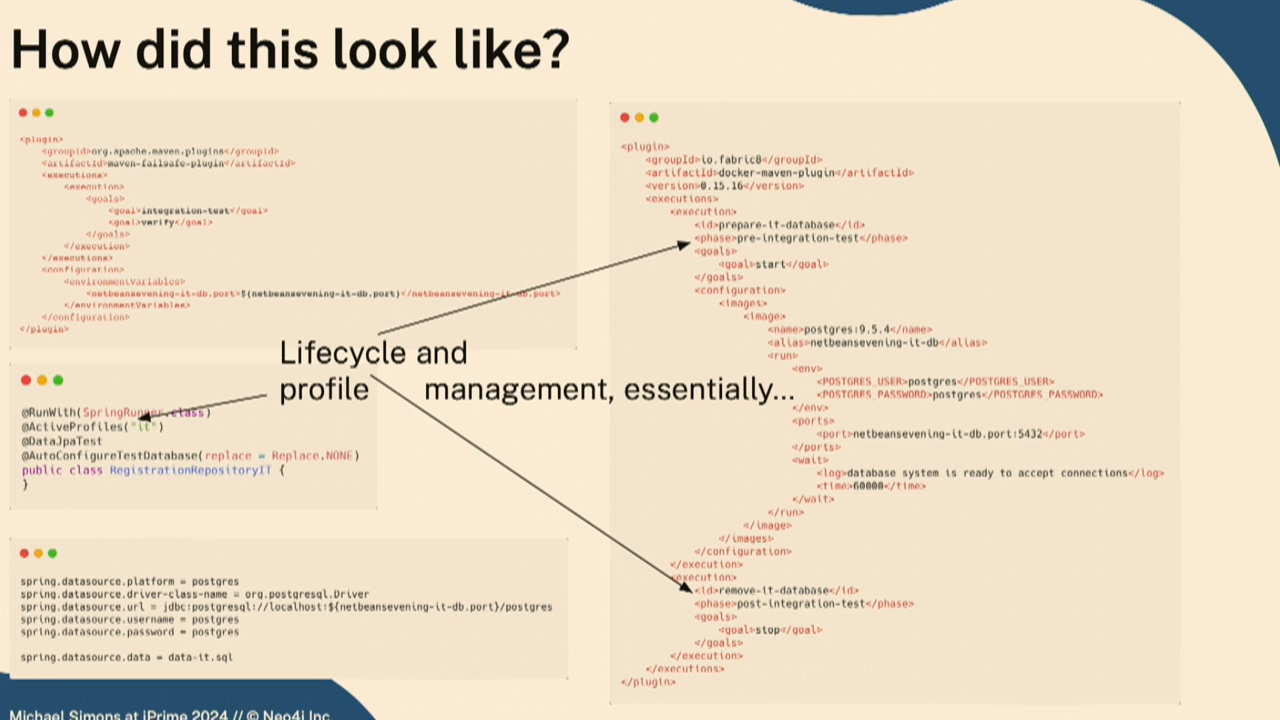 How did this look like?
<plugin>
<groupId>org.apache.maven.plugins</groupId>
<artifactId>maven-failsafe-plugin</artifactId>
<executions>
<execution>
<goals>
<goal>integration-test</goal>
<goal>verify</goal>
</goals>
</execution>
</executions>
<configuration>
<environmentVariables>
<netbeansevening-it-db.port>${netbeansevening-it-db.port}</netbeansevening-it-db.port>
</environmentVariables>
</configuration>
</plugin>
Lifecycle and
profile management, essentially...
@RunWith(SpringRunner.class)
@ActiveProfiles("it")
@DataJpaTest
@AutoConfigureTestDatabase(replace = Replace.NONE)
public class RegistrationRepositoryIT {
}
spring.datasource.platform = postgres
spring.datasource.driver-class-name = org.postgresql.Driver
spring.datasource.url = jdbc:postgresql://localhost:${netbeansevening-it-db.port}/postgres
spring.datasource.username = postgres
spring.datasource.password = postgres
spring.datasource.data = data-it.sql
<plugin>
<groupId>io.fabric8</groupId>
<artifactId>docker-maven-plugin</artifactId>
<version>0.15.16</version>
<executions>
<execution>
<id>prepare-it-database</id>
<phase>pre-integration-test</phase>
<goals>
<goal>start</goal>
</goals>
<configuration>
<images>
<image>
<name>postgres:9.5.4</name>
<alias>netbeansevening-it-db</alias>
<run>
<env>
<POSTGRES_USER>postgres</POSTGRES_USER>
<POSTGRES_PASSWORD>postgres</POSTGRES_PASSWORD>
</env>
<ports>
<port>netbeansevening-it-db.port:5432</port>
</ports>
<wait>
<log>database system is ready to accept connections</log>
<time>60000</time>
</wait>
</run>
</image>
</images>
</configuration>
</execution>
<execution>
<id>remove-it-database</id>
<phase>post-integration-test</phase>
<goals>
<goal>stop</goal>
</goals>
</execution>
</executions>
</plugin>
Michael Simons at jPrime 2024 // © Neo4j Inc.